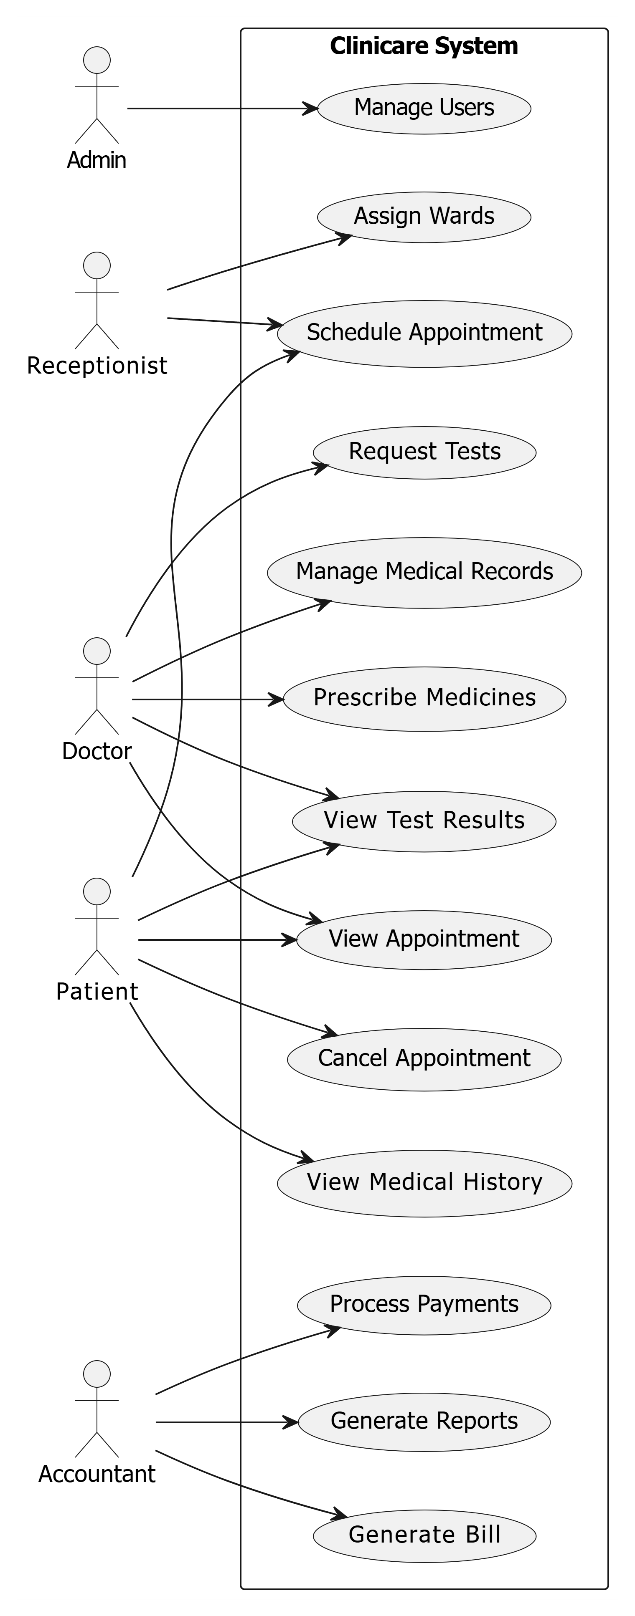 Clinicare System
Admin
Manage Users
Assign Wards
Receptionist
Schedule Appointment
Request Tests
Manage Medical Records
Doctor
Prescribe Medicines
View Test Results
Patient
View Appointment
Cancel Appointment
View Medical History
Process Payments
Accountant
Generate Reports
Generate Bill